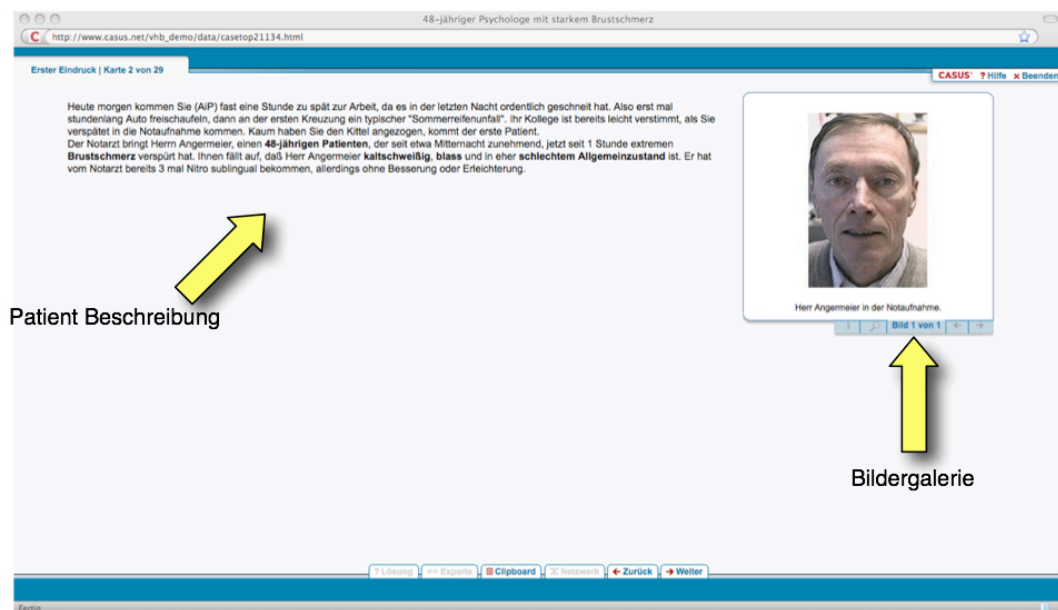 48-jähriger Psychologe mit starkem Brustschmerz
C http://www.casus.net/vhb_demo/data/casetop21134.html
Erster Eindruck | Karte 2 von 29
CASUS° ? Hilfe x Beenden
Heute morgen kommen Sie (AiP) fast eine Stunde zu spät zur Arbeit, da es in der letzten Nacht ordentlich geschneit hat. Also erst mal
stundenlang Auto freischaufeln, dann an der ersten Kreuzung ein typischer "Sommerreifenunfall". Ihr Kollege ist bereits leicht verstimmt, als Sie
verspätet in die Notaufnahme kommen. Kaum haben Sie den Kittel angezogen, kommt der erste Patient.
Der Notarzt bringt Herrn Angermeier, einen 48-jährigen Patienten, der seit etwa Mitternacht zunehmend, jetzt seit 1 Stunde extremen
Brustschmerz verspürt hat. Ihnen fällt auf, daß Herr Angermeier kaltschweißig, blass und in eher schlechtem Allgemeinzustand ist. Er hat
vom Notarzt bereits 3 mal Nitro sublingual bekommen, allerdings ohne Besserung oder Erleichterung.
Patient Beschreibung
Herr Angermeier in der Notaufnahme.
Bild 1 von 1
Bildergalerie
? Lösung Experte Clipboard Netzwerk Zurück Weiter
Fertig